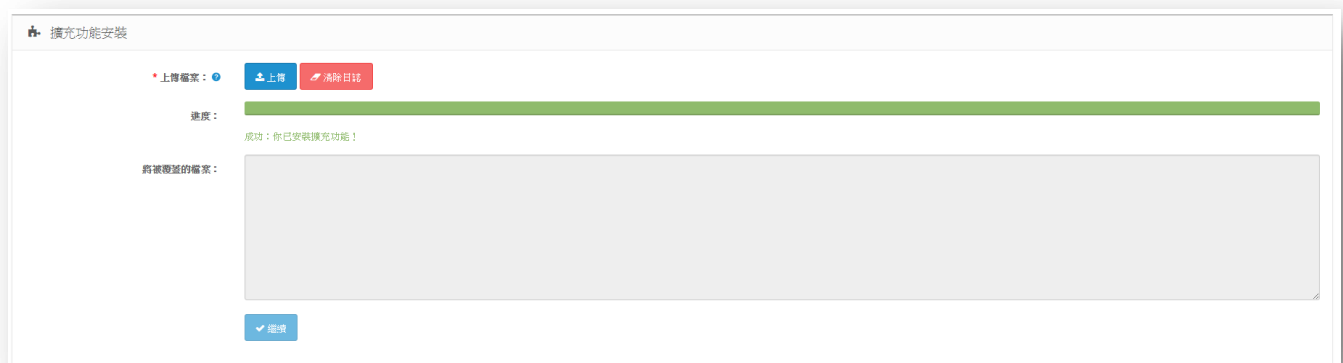 擴充功能安裝
* 上傳檔案：
上傳 清除日誌
進度：
成功：你已安裝擴充功能！
將被覆蓋的檔案：
繼續